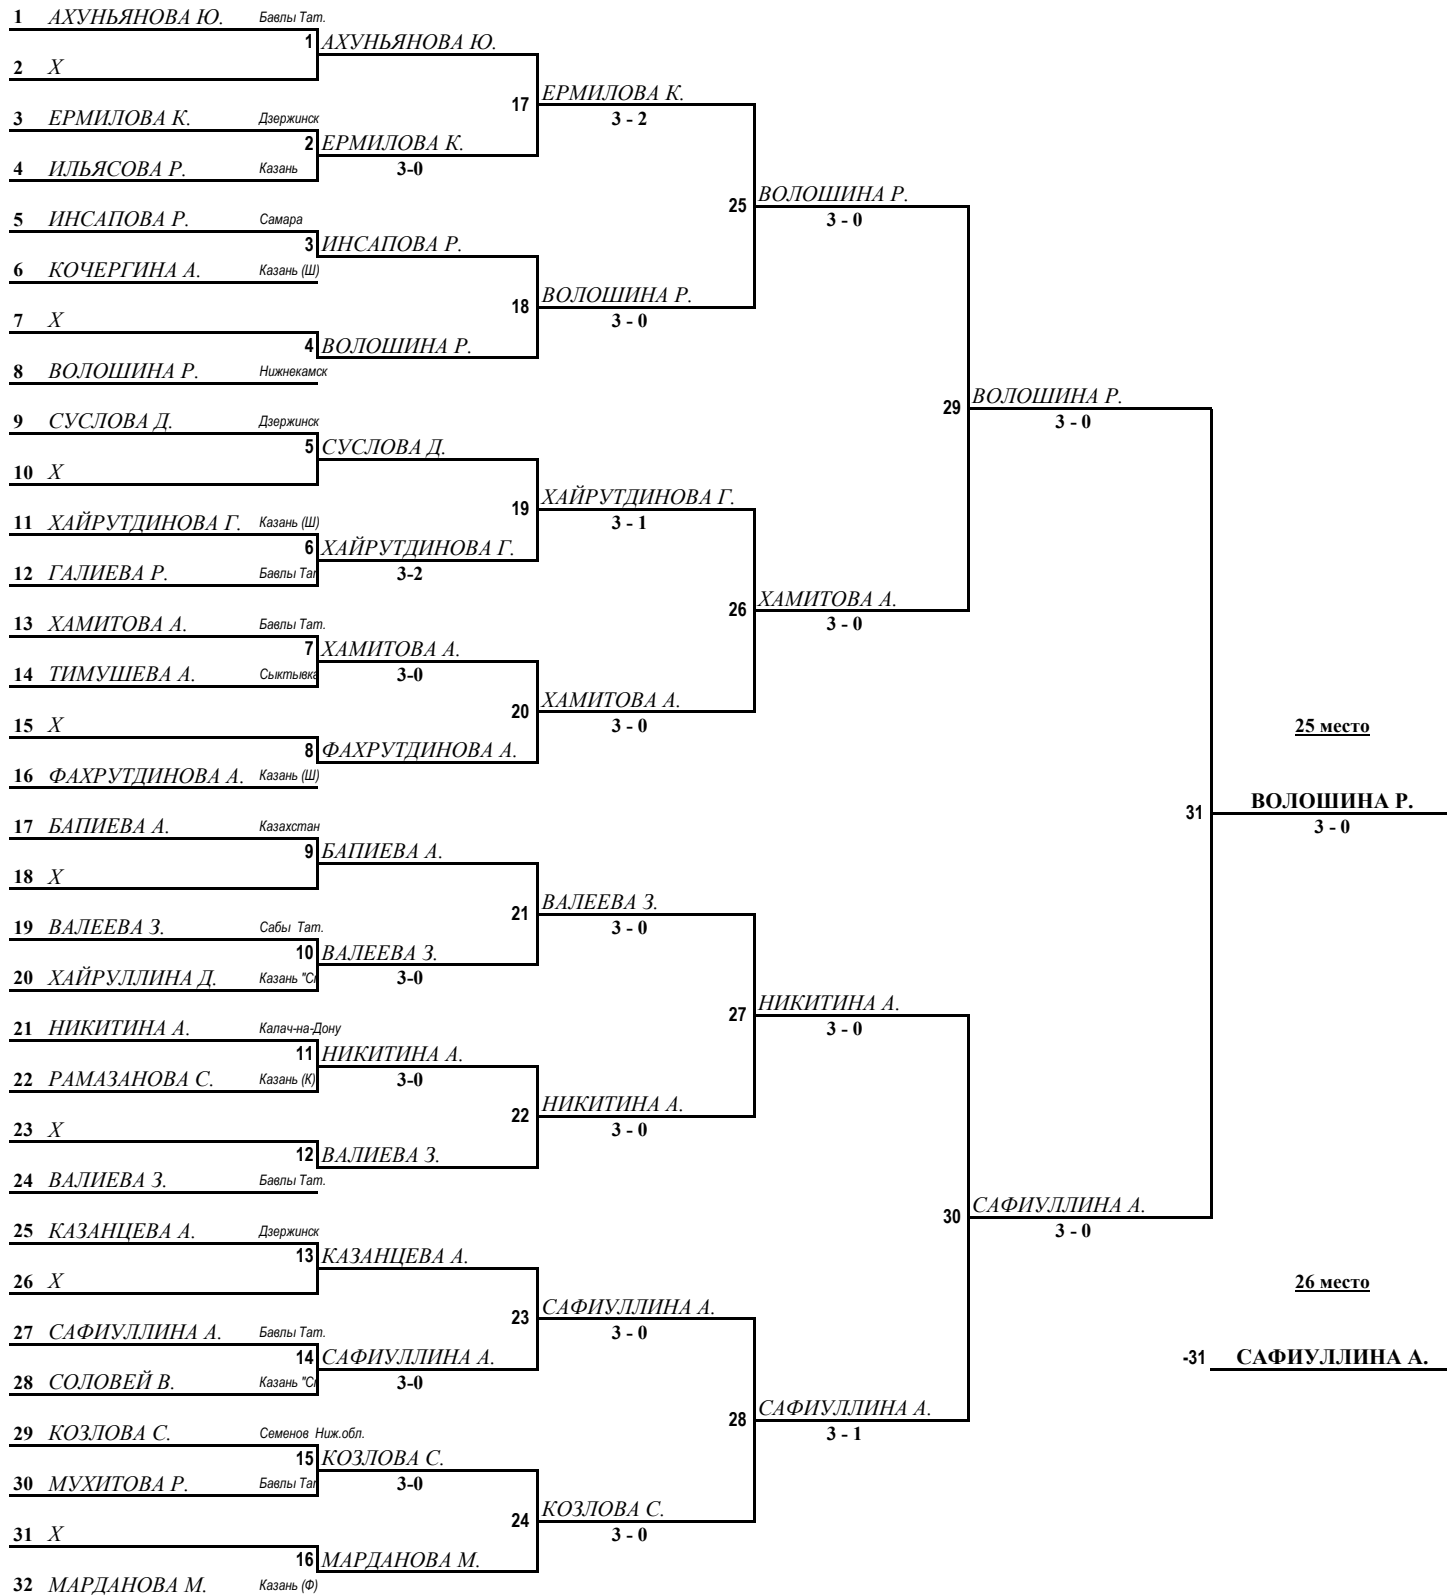 1 АХУНЬЯНОВА Ю. Бавлы Тат.
1 АХУНЬЯНОВА Ю.
2 Х
17 ЕРМИЛОВА К.
3 - 2
3 ЕРМИЛОВА К. Дзержинск
2 ЕРМИЛОВА К.
3-0
4 ИЛЬЯСОВА Р. Казань
25 ВОЛОШИНА Р.
3 - 0
5 ИНСАПОВА Р. Самара
3 ИНСАПОВА Р.
6 КОЧЕРГИНА А. Казань (Ш)
18 ВОЛОШИНА Р.
3 - 0
7 Х
4 ВОЛОШИНА Р.
8 ВОЛОШИНА Р. Нижнекамск
29 ВОЛОШИНА Р.
3 - 0
9 СУСЛОВА Д. Дзержинск
5 СУСЛОВА Д.
10 Х
19 ХАЙРУТДИНОВА Г.
3 - 1
11 ХАЙРУТДИНОВА Г. Казань (Ш)
6 ХАЙРУТДИНОВА Г.
3-2
12 ГАЛИЕВА Р. Бавлы Тат
26 ХАМИТОВА А.
3 - 0
13 ХАМИТОВА А. Бавлы Тат.
7 ХАМИТОВА А.
3-0
14 ТИМУШЕВА А. Сыктывка
20 ХАМИТОВА А.
3 - 0
15 Х
25 место
8 ФАХРУТДИНОВА А.
16 ФАХРУТДИНОВА А. Казань (Ш)
31 ВОЛОШИНА Р.
3 - 0
17 БАПИЕВА А. Казахстан
9 БАПИЕВА А.
18 Х
21 ВАЛЕЕВА З.
3 - 0
19 ВАЛЕЕВА З. Сабы Тат.
10 ВАЛЕЕВА З.
3-0
20 ХАЙРУЛЛИНА Д. Казань
27 НИКИТИНА А.
3 - 0
21 НИКИТИНА А. Калач-на-Дону
11 НИКИТИНА А.
3-0
22 РАМАЗАНОВА С. Казань (К)
22 НИКИТИНА А.
3 - 0
23 Х
12 ВАЛИЕВА З.
24 ВАЛИЕВА З. Бавлы Тат.
30 САФИУЛЛИНА А.
3 - 0
25 КАЗАНЦЕВА А. Дзержинск
13 КАЗАНЦЕВА А.
26 Х
26 место
23 САФИУЛЛИНА А.
3 - 0
27 САФИУЛЛИНА А. Бавлы Тат.
14 САФИУЛЛИНА А.
3-0
-31 САФИУЛЛИНА А.
28 СОЛОВЕЙ В. Казань
28 САФИУЛЛИНА А.
3 - 1
29 КОЗЛОВА С. Семенов Ниж.обл.
15 КОЗЛОВА С.
3-0
30 МУХИТОВА Р. Бавлы Тат
24 КОЗЛОВА С.
3 - 0
31 Х
16 МАРДАНОВА М.
32 МАРДАНОВА М. Казань (Ф)